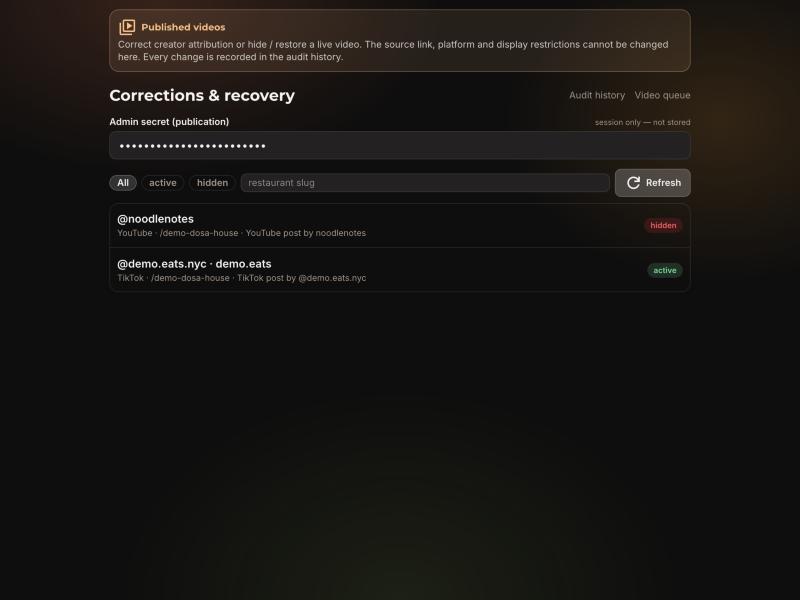 Published videos
Correct creator attribution or hide / restore a live video. The source link, platform and display restrictions cannot be changed
here. Every change is recorded in the audit history.
Corrections & recovery
Audit history Video queue
Admin secret (publication)
session only — not stored
••••••••••••••••••••••••
All active hidden restaurant slug Refresh
@noodlenotes
YouTube · /demo-dosa-house · YouTube post by noodlenotes
hidden
@demo.eats.nyc · demo.eats
TikTok · /demo-dosa-house · TikTok post by @demo.eats.nyc
active